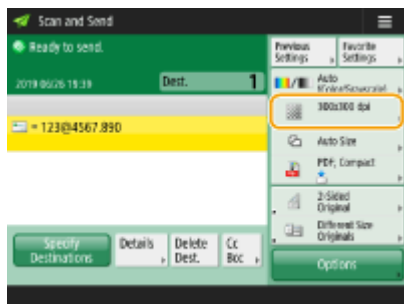 Scan and Send
Ready to send.
2019 06/26 15:39
Dest. 1
123@4567.890
Specify Destinations
Details
Delete Dest.
Cc Bcc
Previous Settings
Favorite Settings
Auto (Color/Grayscale)
300x300 dpi
Auto Size
PDF; Compact
2-Sided Original
Different Size Originals
Options